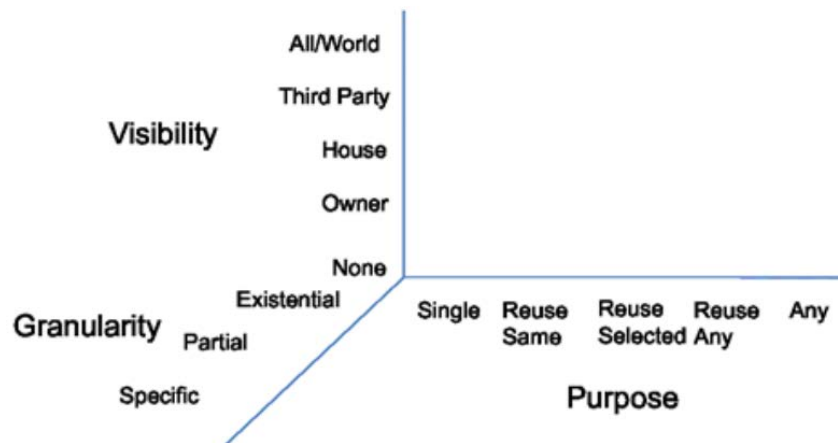 All/World
Third Party
Visibility
House
Owner
None
Existential
Granularity
Partial
Specific
Single
Reuse
Same
Reuse
Selected
Reuse
Any
Any
Purpose